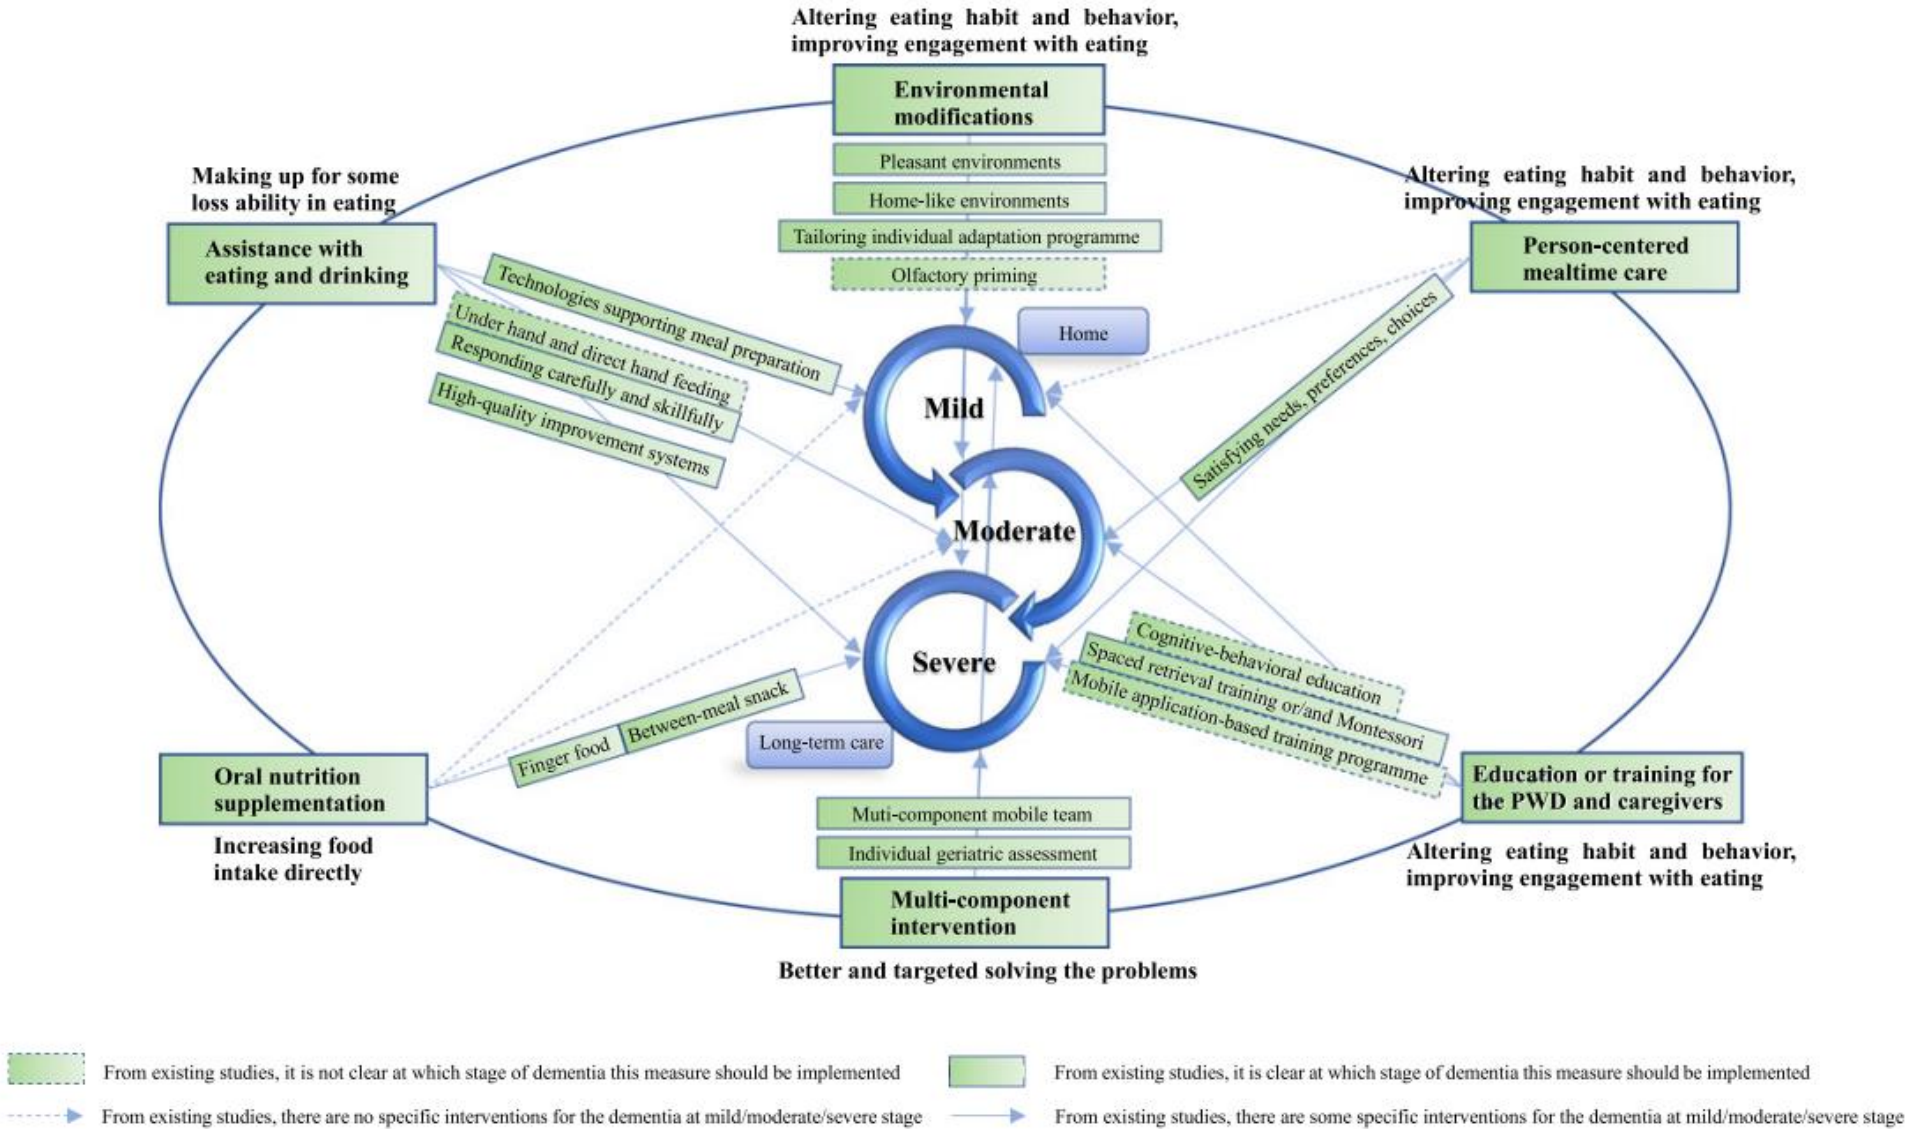 Altering eating habit and behavior,
improving engagement with eating
Environmental
modifications
Pleasant environments
Home-like environments
Tailoring individual adaptation programme
Olfactory priming
Making up for some
loss ability in eating
Assistance with
eating and drinking
Technologies supporting meal preparation
Under hand and direct hand feeding
Responding carefully and skillfully
High-quality improvement systems
Altering eating habit and behavior,
improving engagement with eating
Person-centered
mealtime care
Satisfying needs, preferences, choices
Home
Mild
Moderate
Severe
Long-term care
Cognitive-behavioral education
Spaced retrieval training or/and Montessori
Mobile application-based training programme
Finger food
Between-meal snack
Oral nutrition
supplementation
Increasing food
intake directly
Education or training for
the PWD and caregivers
Altering eating habit and behavior,
improving engagement with eating
Muti-component mobile team
Individual geriatric assessment
Multi-component
intervention
Better and targeted solving the problems
From existing studies, it is not clear at which stage of dementia this measure should be implemented
From existing studies, it is clear at which stage of dementia this measure should be implemented
From existing studies, there are no specific interventions for the dementia at mild/moderate/severe stage
From existing studies, there are some specific interventions for the dementia at mild/moderate/severe stage